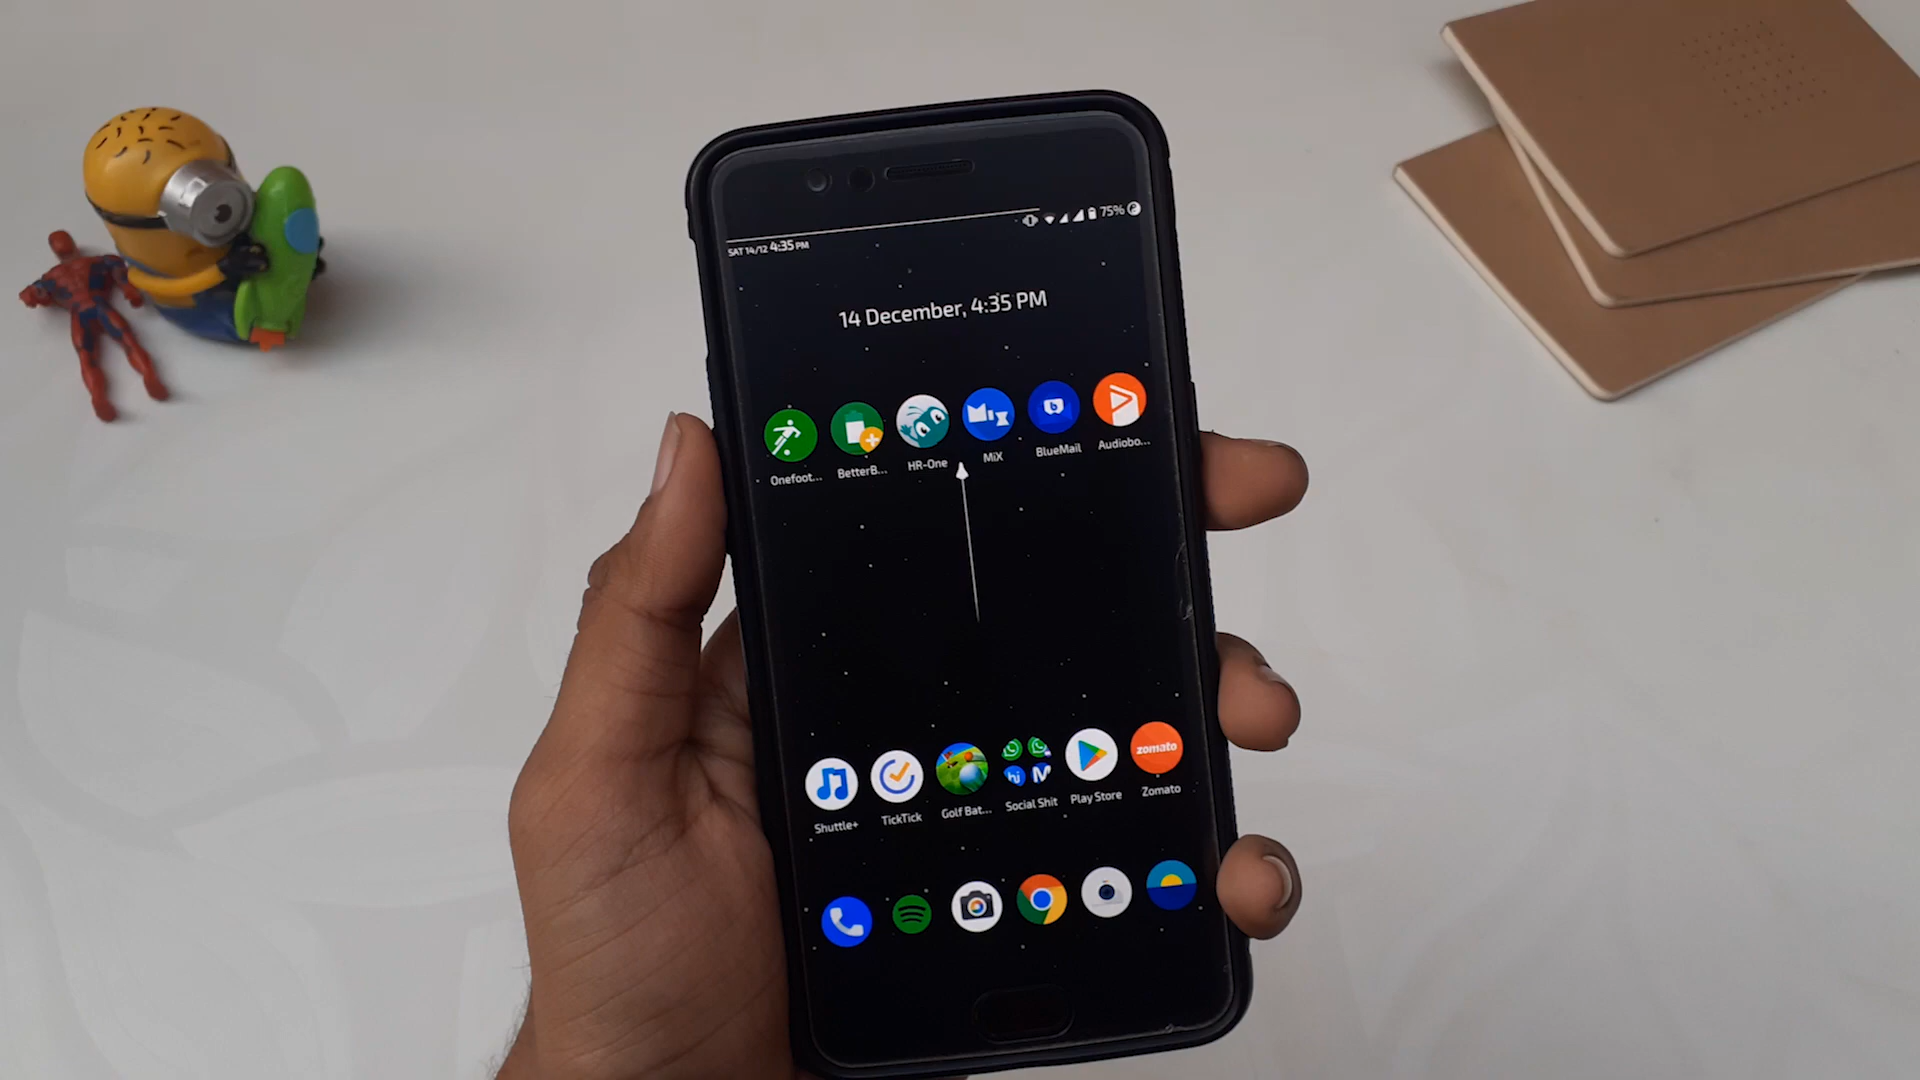 75%
SAT 14/12 4:35 PM
14 December, 4:35 PM
Onefoot...
BetterB...
HR-One
MiX
BlueMail
Audiobo...
Shuttle+
TickTick
Golf Bat...
hi
Social Shit
Play Store
zomato
Zomato